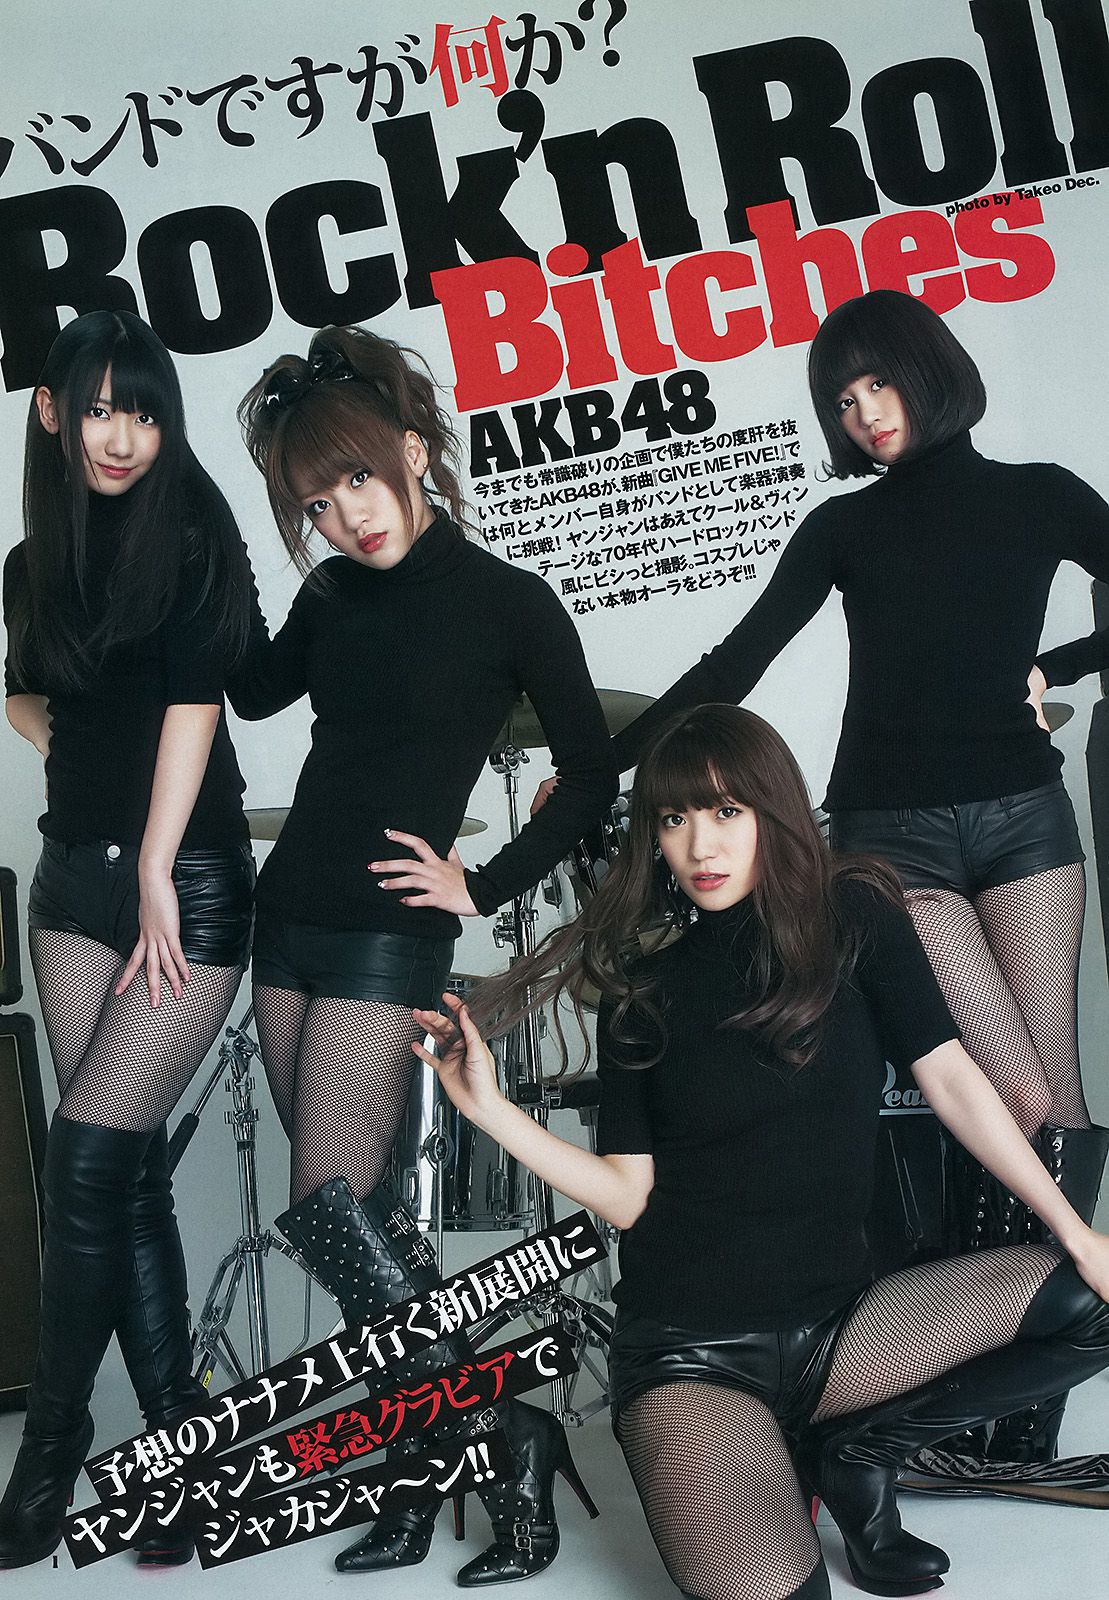 バンドですが何か?
Rock'n Roll
photo by Takeo Dec.
Bitches
AKB48
今までも常識破りの企画で僕たちの度肝を抜
いてきたAKB48が、新曲『GIVE ME FIVE!』で
は何とメンバー自身がバンドとして楽器演奏
に挑戦! ヤンジャンはあえてクール&ヴィン
テージな70年代ハードロックバンド
風にビシっと撮影。コスプレじゃ
ない本物オーラをどうぞ!!!
予想のナナメ上行く新展開に
ヤンジャンも緊急グラビアで
ジャカジャ〜ン!!
1